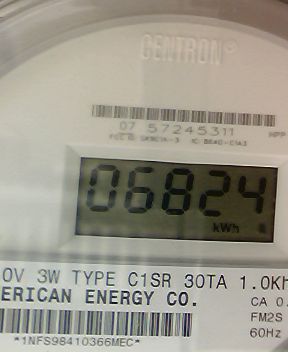 CENTRON®
07 57245311
HPP
06824
kWh
0V 3W TYPE C1SR 30TA 1.0Kh
ERICAN ENERGY CO.
CA 0.
FM2S
60Hz
*1NFS98410366MEC*